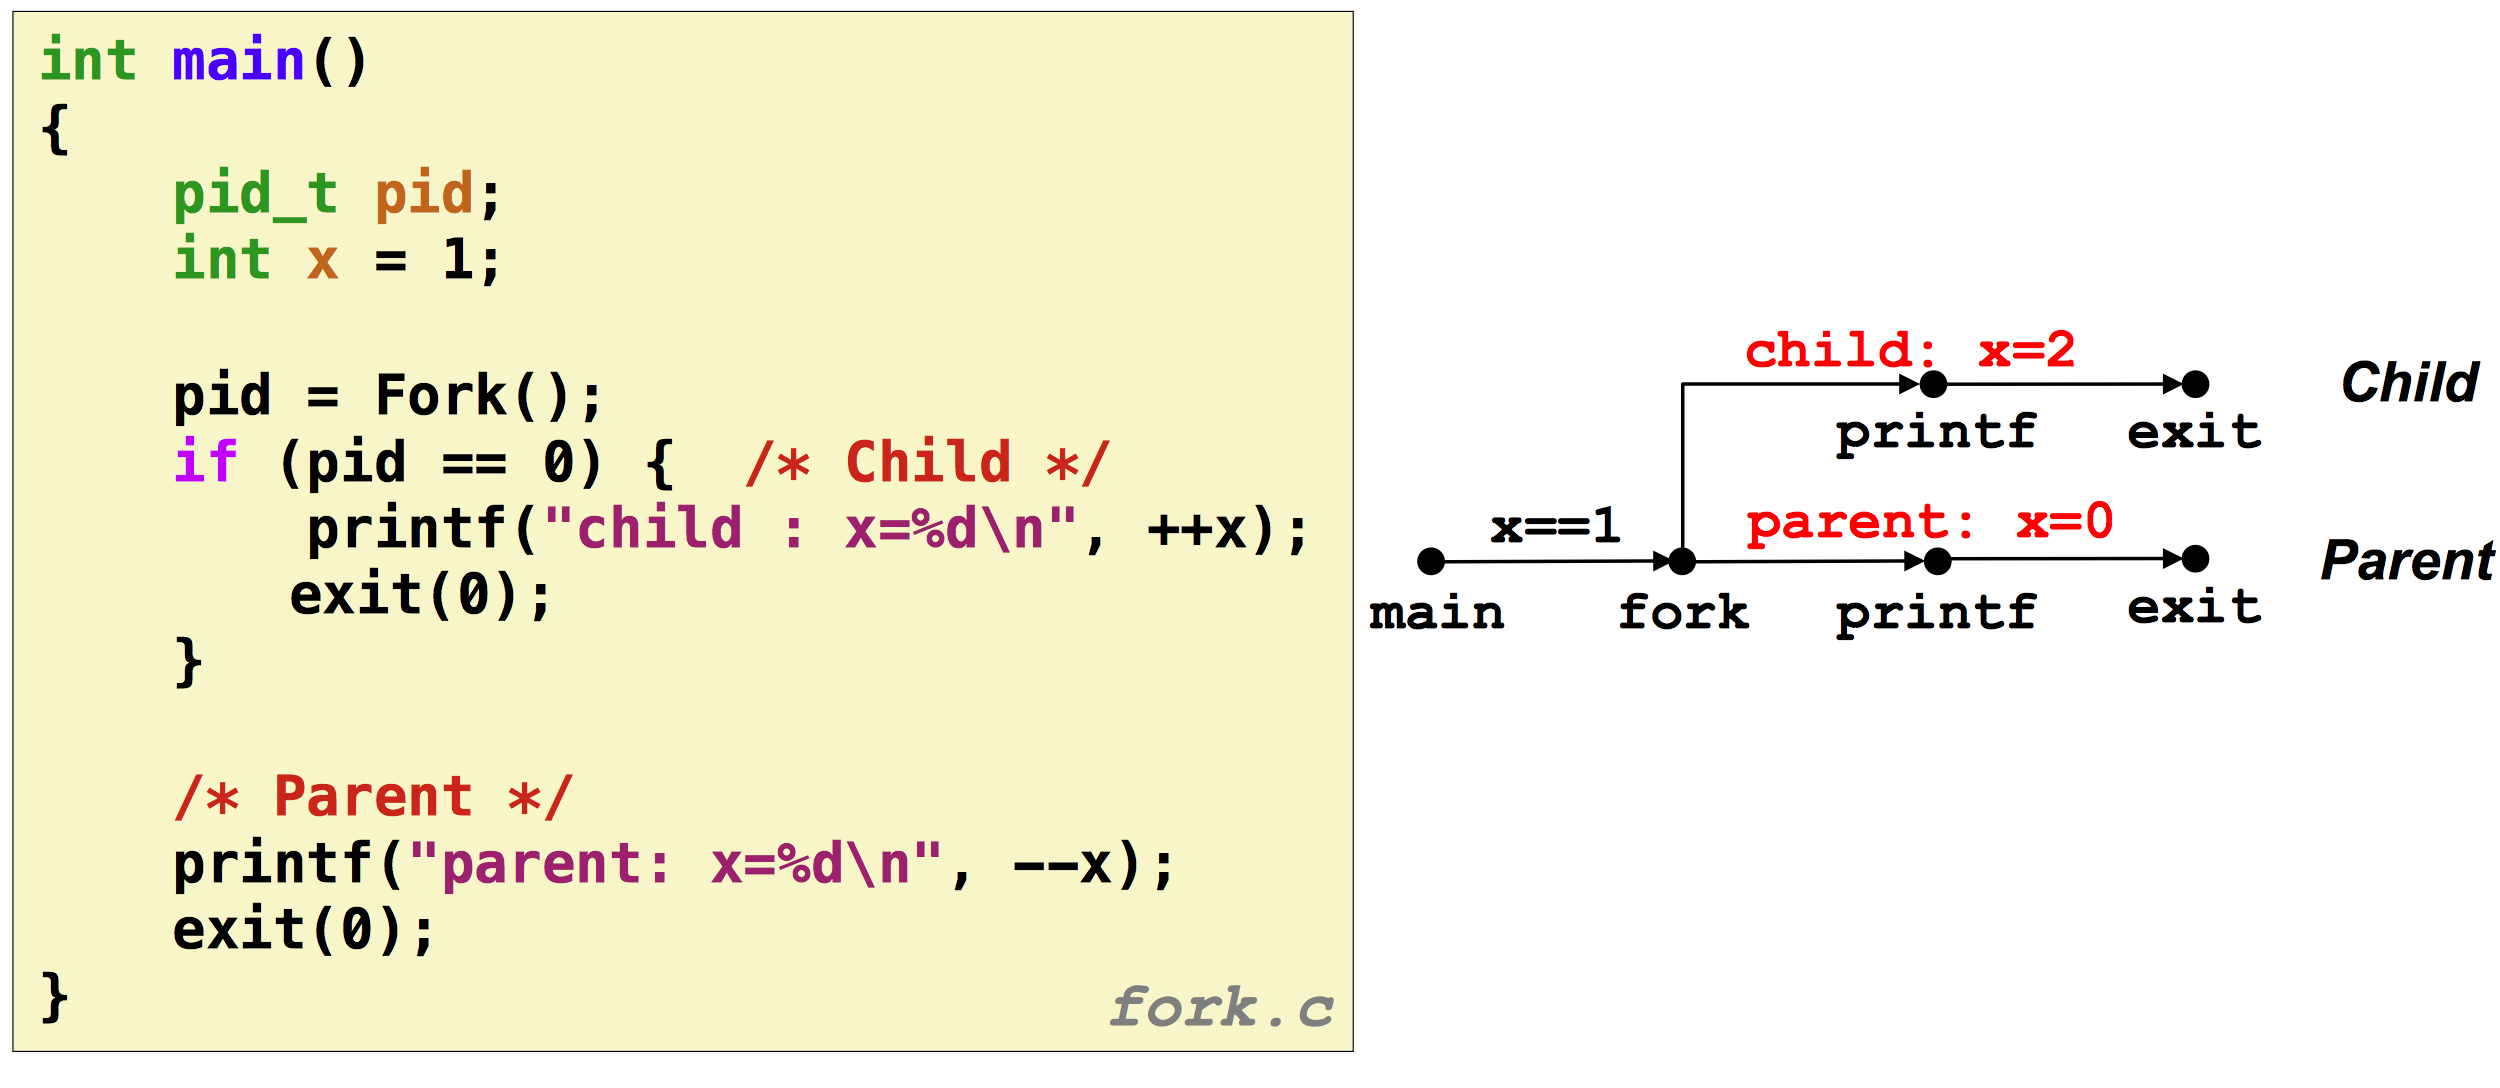 int main()
{
pid_t pid;
int x = 1;
pid = Fork();
if (pid == 0) {  /* Child */
printf("child : x=%d\n", ++x);
exit(0);
}
/* Parent */
printf("parent: x=%d\n", --x);
exit(0);
}
fork.c
child: x=2
Child
printf
exit
x==1
parent: x=0
Parent
main
fork
printf
exit